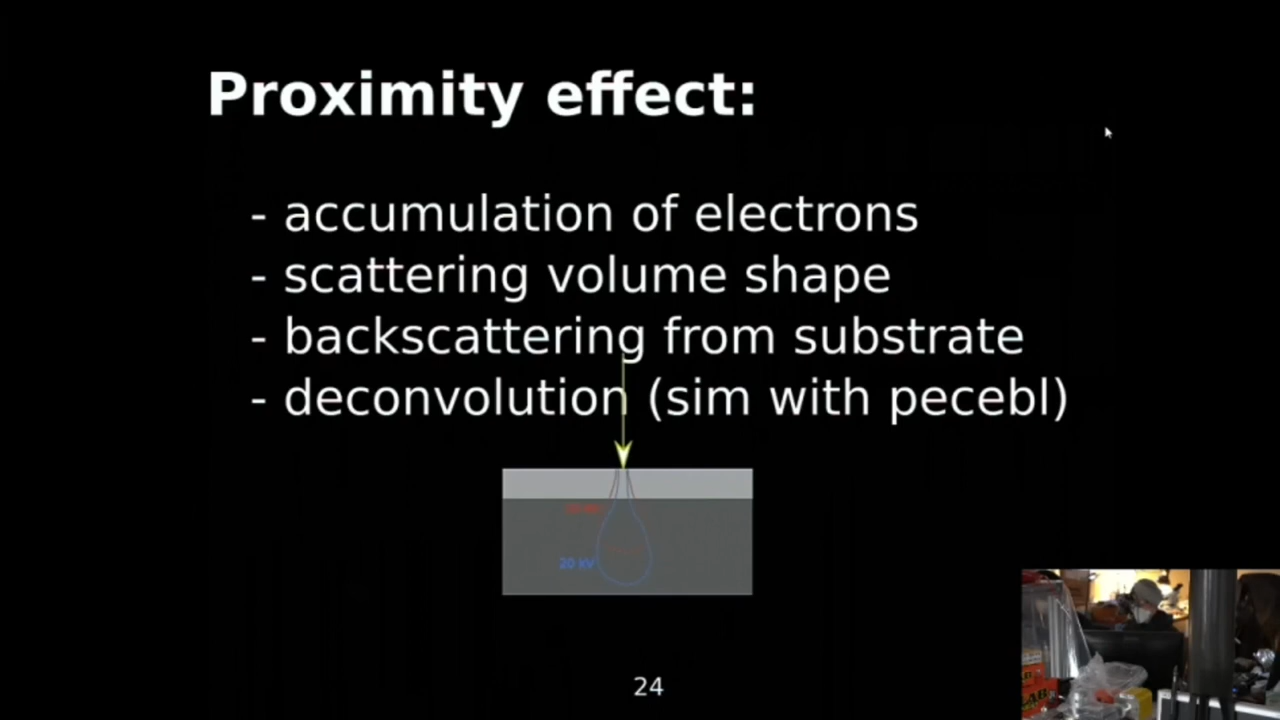 Proximity effect:
- accumulation of electrons
- scattering volume shape
- backscattering from substrate
- deconvolution (sim with pecebl)
20 kV
24